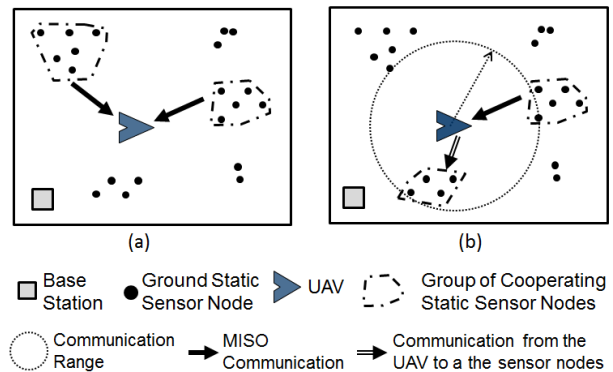 (a)
(b)
Base
Station
Ground Static
Sensor Node
UAV
Group of Cooperating
Static Sensor Nodes
Communication
Range
MISO
Communication
Communication from the
UAV to a the sensor nodes